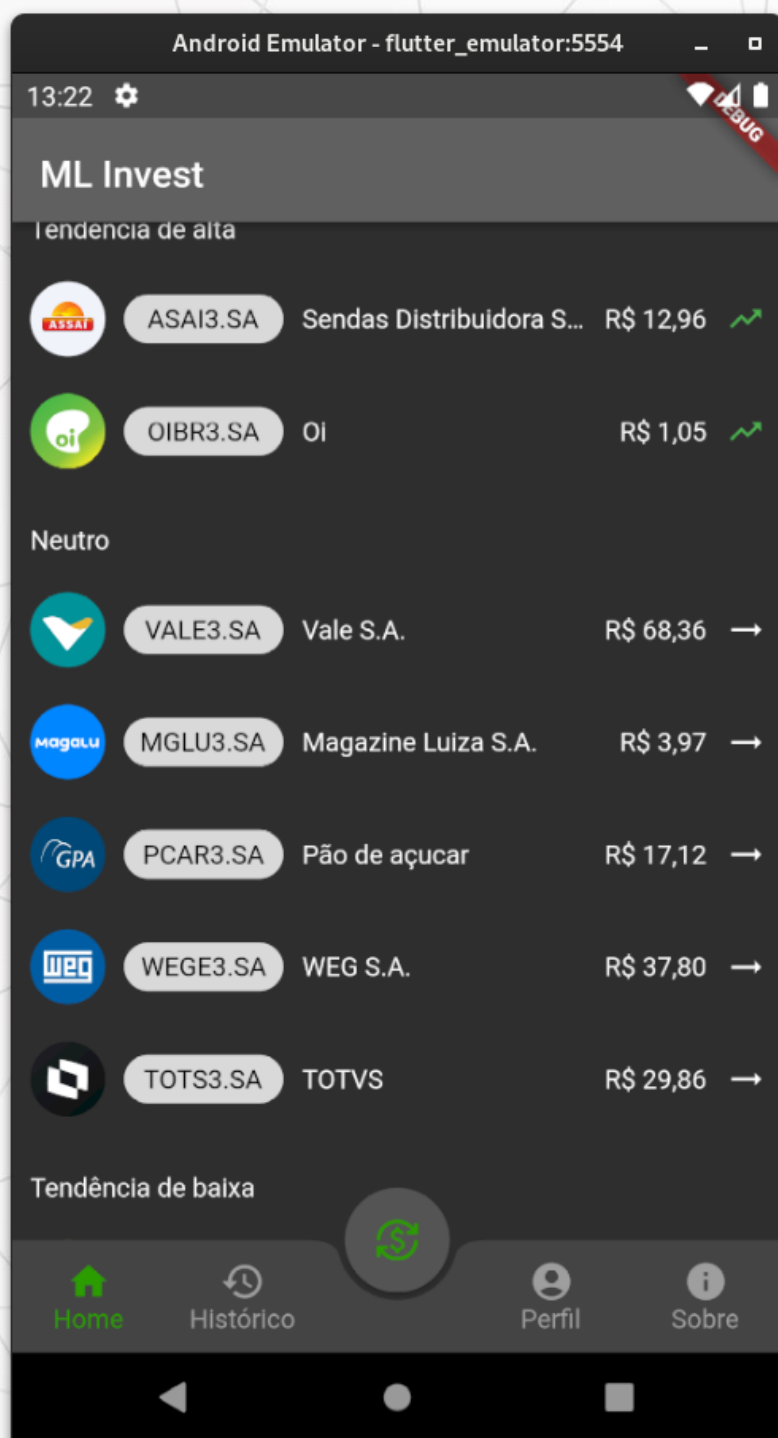 Android Emulator - flutter_emulator:5554
13:22
DEBUG
ML Invest
Tendência de alta
ASSAÍ ASAI3.SA Sendas Distribuidora S... R$ 12,96
oi OIBR3.SA Oi R$ 1,05
Neutro
VALE3.SA Vale S.A. R$ 68,36
Magalu MGLU3.SA Magazine Luiza S.A. R$ 3,97
GPA PCAR3.SA Pão de açucar R$ 17,12
weg WEGE3.SA WEG S.A. R$ 37,80
TOTS3.SA TOTVS R$ 29,86
Tendência de baixa
$
Home Histórico Perfil Sobre